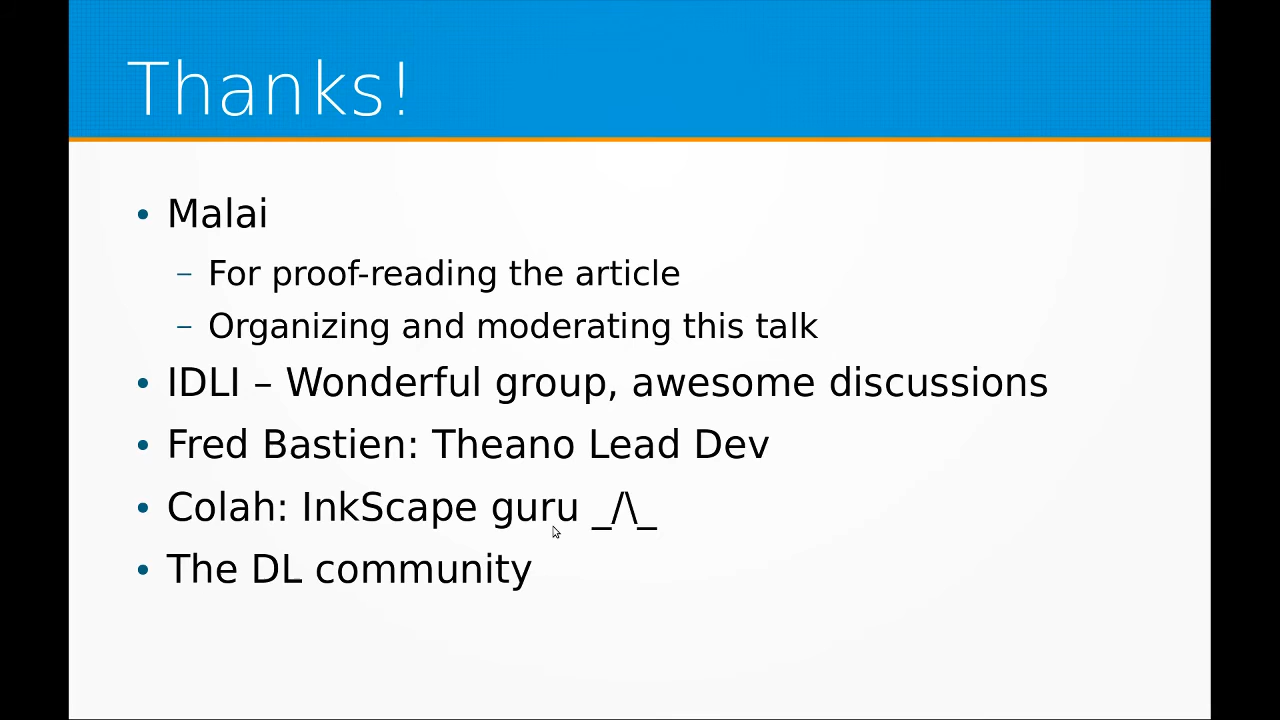 Thanks!
• Malai
– For proof-reading the article
– Organizing and moderating this talk
• IDLI – Wonderful group, awesome discussions
• Fred Bastien: Theano Lead Dev
• Colah: InkScape guru _/\_
• The DL community